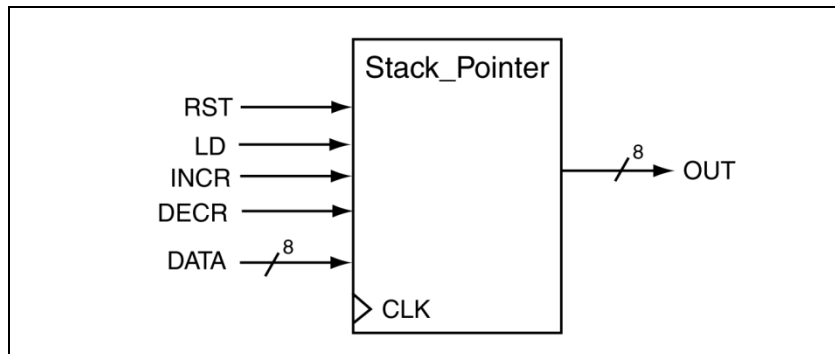 Stack_Pointer
RST
LD
INCR
DECR
DATA
8
8
OUT
CLK